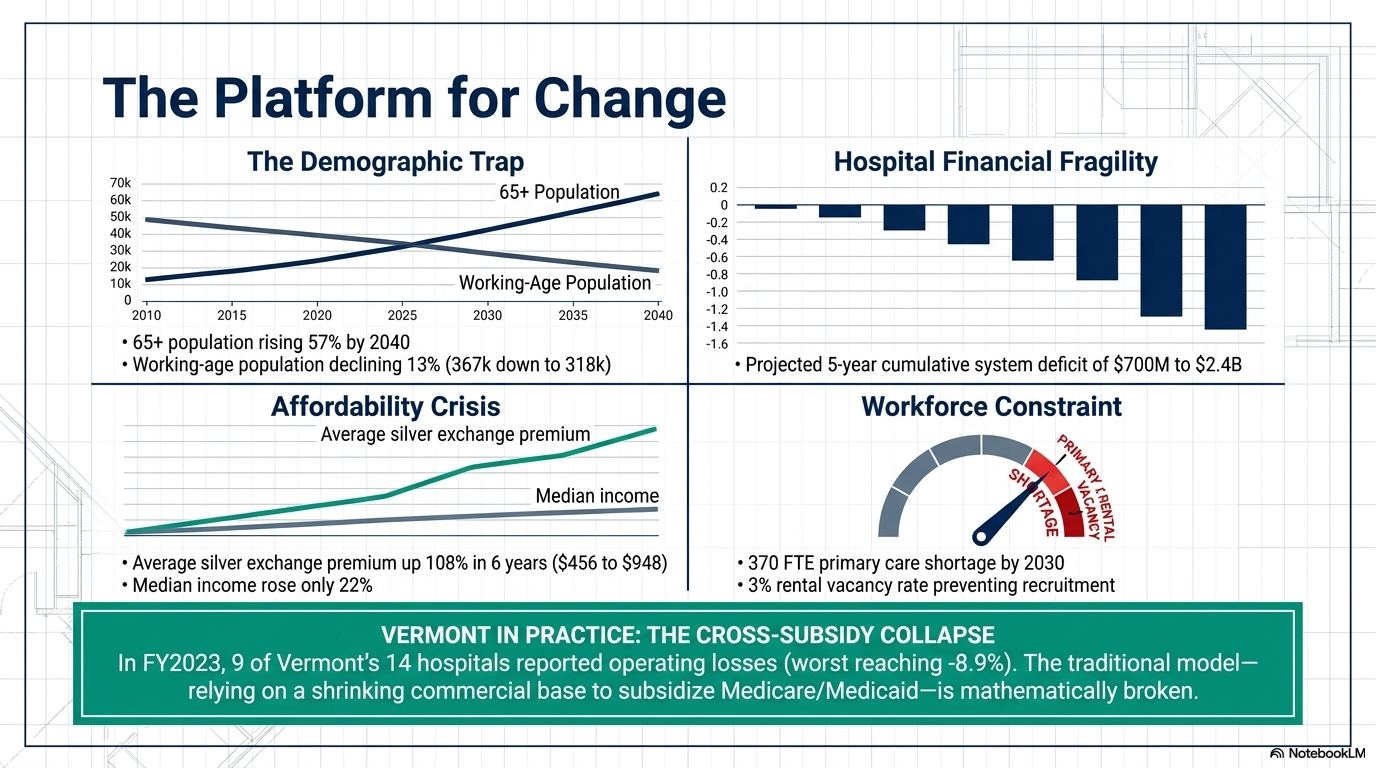 The Platform for Change
The Demographic Trap
70k
60k
50k
40k
30k
20k
10k
0
65+ Population
Working-Age Population
2010 2015 2020 2025 2030 2035 2040
• 65+ population rising 57% by 2040
• Working-age population declining 13% (367k down to 318k)
Hospital Financial Fragility
0.2
0
-0.2
-0.4
-0.6
-0.8
-1.0
-1.2
-1.4
-1.6
• Projected 5-year cumulative system deficit of $700M to $2.4B
Affordability Crisis
Average silver exchange premium
Median income
• Average silver exchange premium up 108% in 6 years ($456 to $948)
• Median income rose only 22%
Workforce Constraint
SHORTAGE
PRIMARY
RENTAL
VACANCY
• 370 FTE primary care shortage by 2030
• 3% rental vacancy rate preventing recruitment
VERMONT IN PRACTICE: THE CROSS-SUBSIDY COLLAPSE
In FY2023, 9 of Vermont's 14 hospitals reported operating losses (worst reaching -8.9%). The traditional model—
relying on a shrinking commercial base to subsidize Medicare/Medicaid—is mathematically broken.
NotebookLM